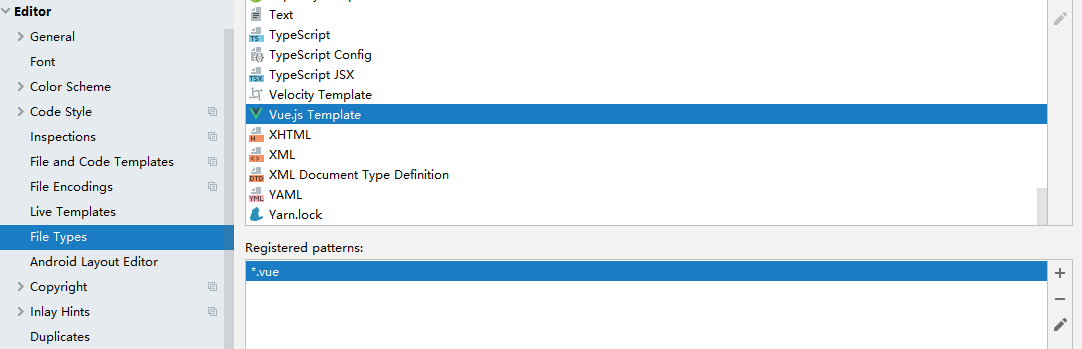 Editor
General
Font
Color Scheme
Code Style
Inspections
File and Code Templates
File Encodings
Live Templates
File Types
Android Layout Editor
Copyright
Inlay Hints
Duplicates
Text
TypeScript
TypeScript Config
TypeScript JSX
Velocity Template
Vue.js Template
XHTML
XML
XML Document Type Definition
YAML
Yarn.lock
Registered patterns:
*.vue